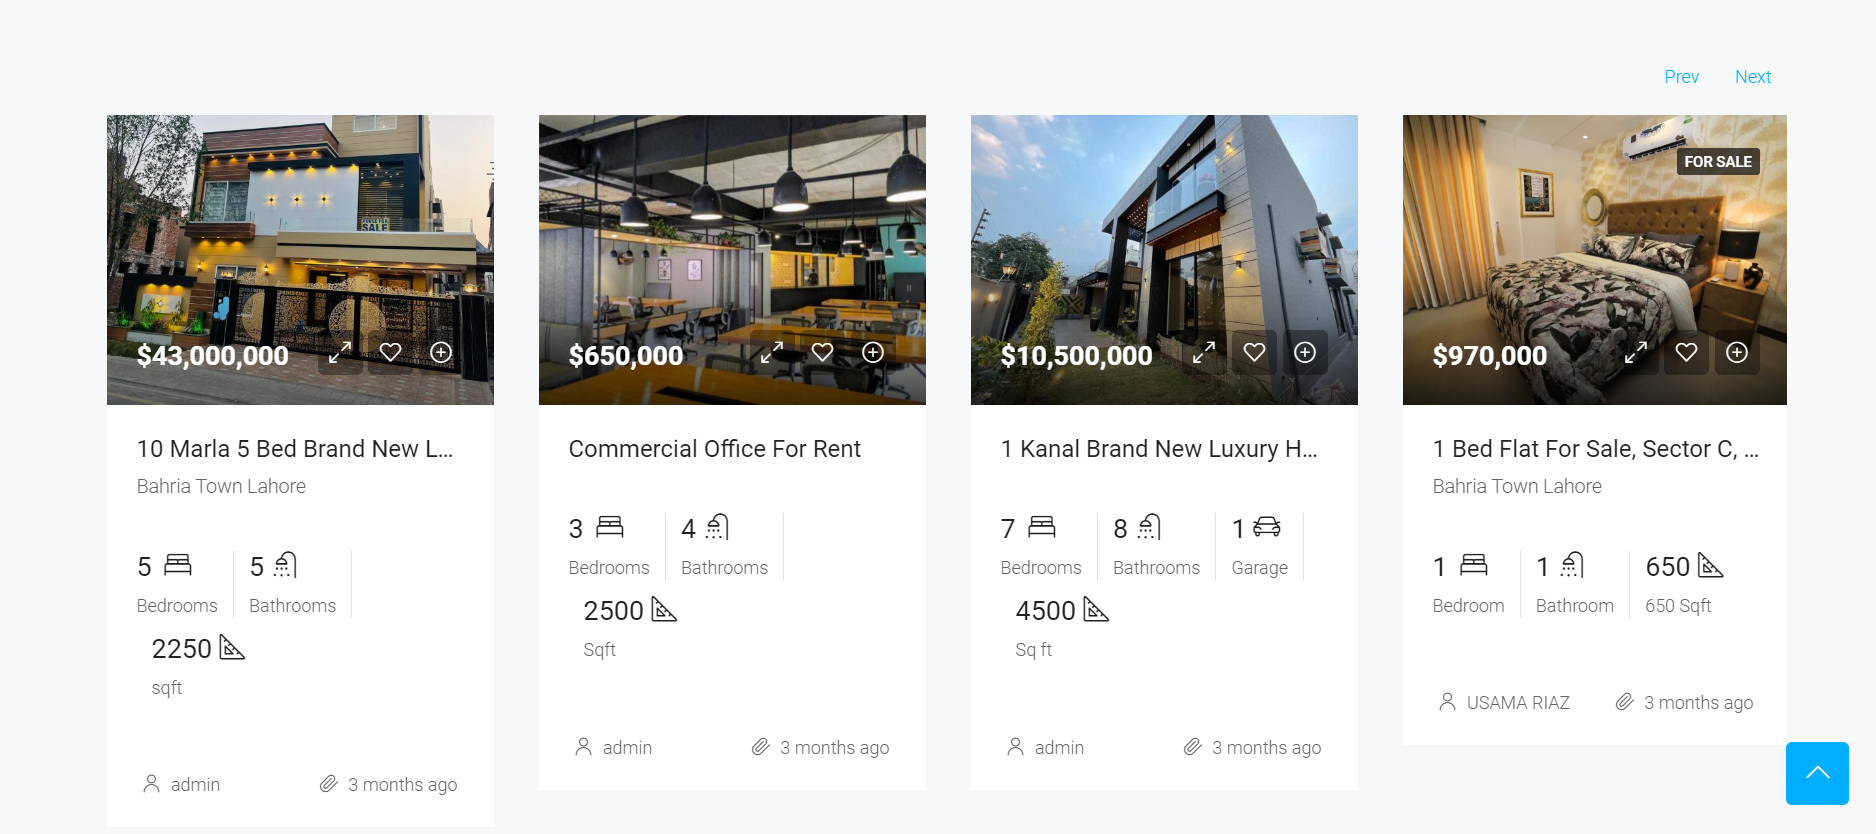 Prev Next
SALE
$43,000,000
10 Marla 5 Bed Brand New L...
Bahria Town Lahore
5 5
Bedrooms Bathrooms
2250
sqft
admin 3 months ago
$650,000
Commercial Office For Rent
3 4
Bedrooms Bathrooms
2500
Sqft
admin 3 months ago
$10,500,000
1 Kanal Brand New Luxury H...
7 8 1
Bedrooms Bathrooms Garage
4500
Sq ft
admin 3 months ago
FOR SALE
$970,000
1 Bed Flat For Sale, Sector C, ...
Bahria Town Lahore
1 1 650
Bedroom Bathroom 650 Sqft
USAMA RIAZ 3 months ago